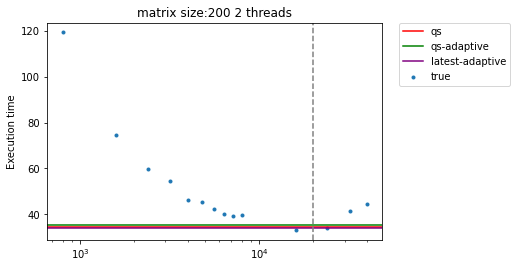 matrix size:200 2 threads
Execution time
120
100
80
60
40
10³
10⁴
qs
qs-adaptive
latest-adaptive
true